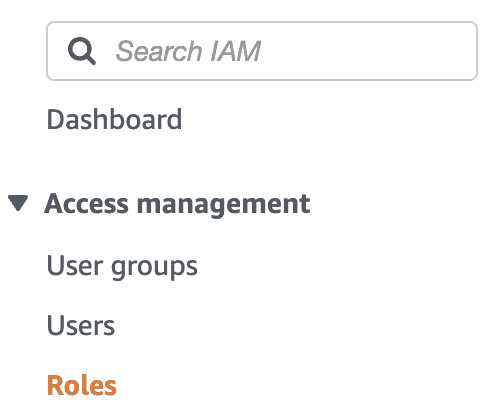 Search IAM
Dashboard
Access management
User groups
Users
Roles